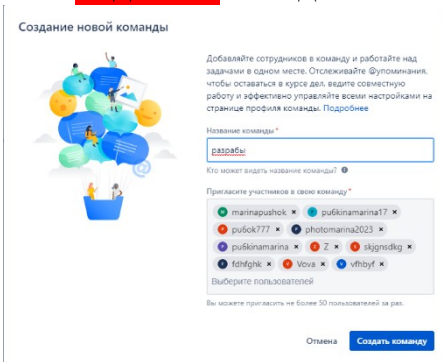 Создание новой команды
Добавляйте сотрудников в команду и работайте над
задачами в одном месте. Отслеживайте @упоминания,
чтобы оставаться в курсе дел, ведите совместную
работу и эффективно управляйте всеми настройками на
странице профиля команды. Подробнее
Название команды *
разрабы
Кто может видеть название команды?
Пригласите участников в свою команду *
marinapushok × pu6kinamarina17 ×
pu6ok777 × photomarina2023 ×
pu6kinamarina × Z Z × skjgnsdkg ×
fdhfghk × Vova × vfhbyf ×
Выберите пользователей
Вы можете пригласить не более 50 пользователей за раз.
Отмена Создать команду